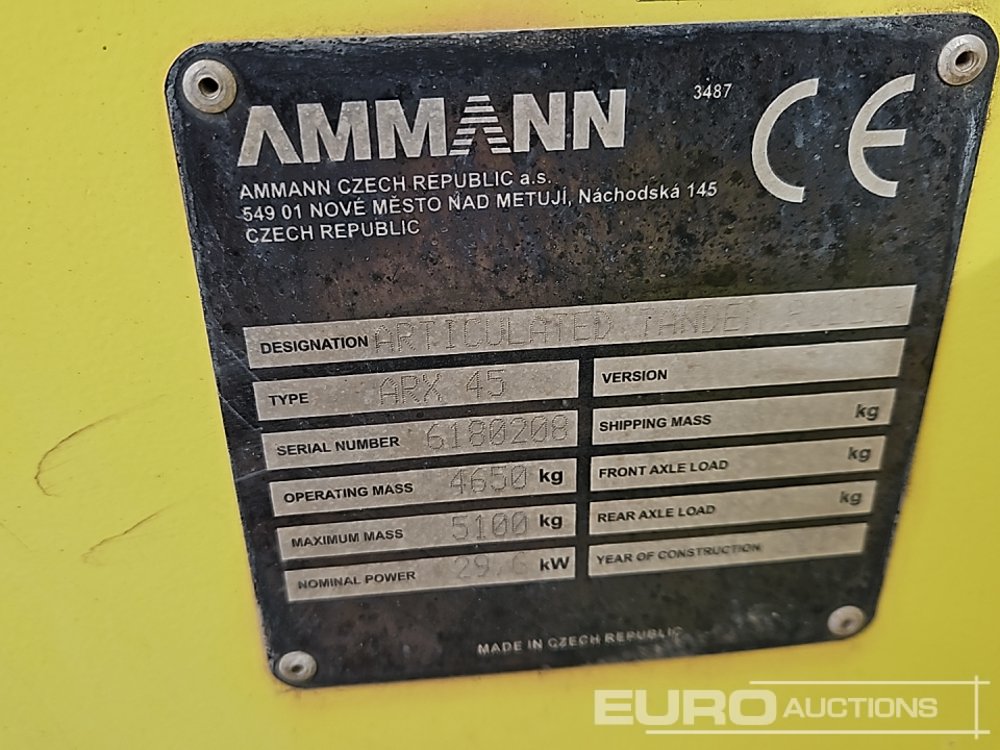 AMMANN
3487
CE
AMMANN CZECH REPUBLIC a.s.
549 01 NOVÉ MĚSTO NAD METUJÍ, Náchodská 145
CZECH REPUBLIC
DESIGNATION ARTICULATED TANDEM
TYPE ARX 45
VERSION
SERIAL NUMBER 6180208
SHIPPING MASS kg
OPERATING MASS 4650 kg
FRONT AXLE LOAD kg
MAXIMUM MASS 5100 kg
REAR AXLE LOAD kg
NOMINAL POWER 29.6 kW
YEAR OF CONSTRUCTION
MADE IN CZECH REPUBLIC
EURO AUCTIONS